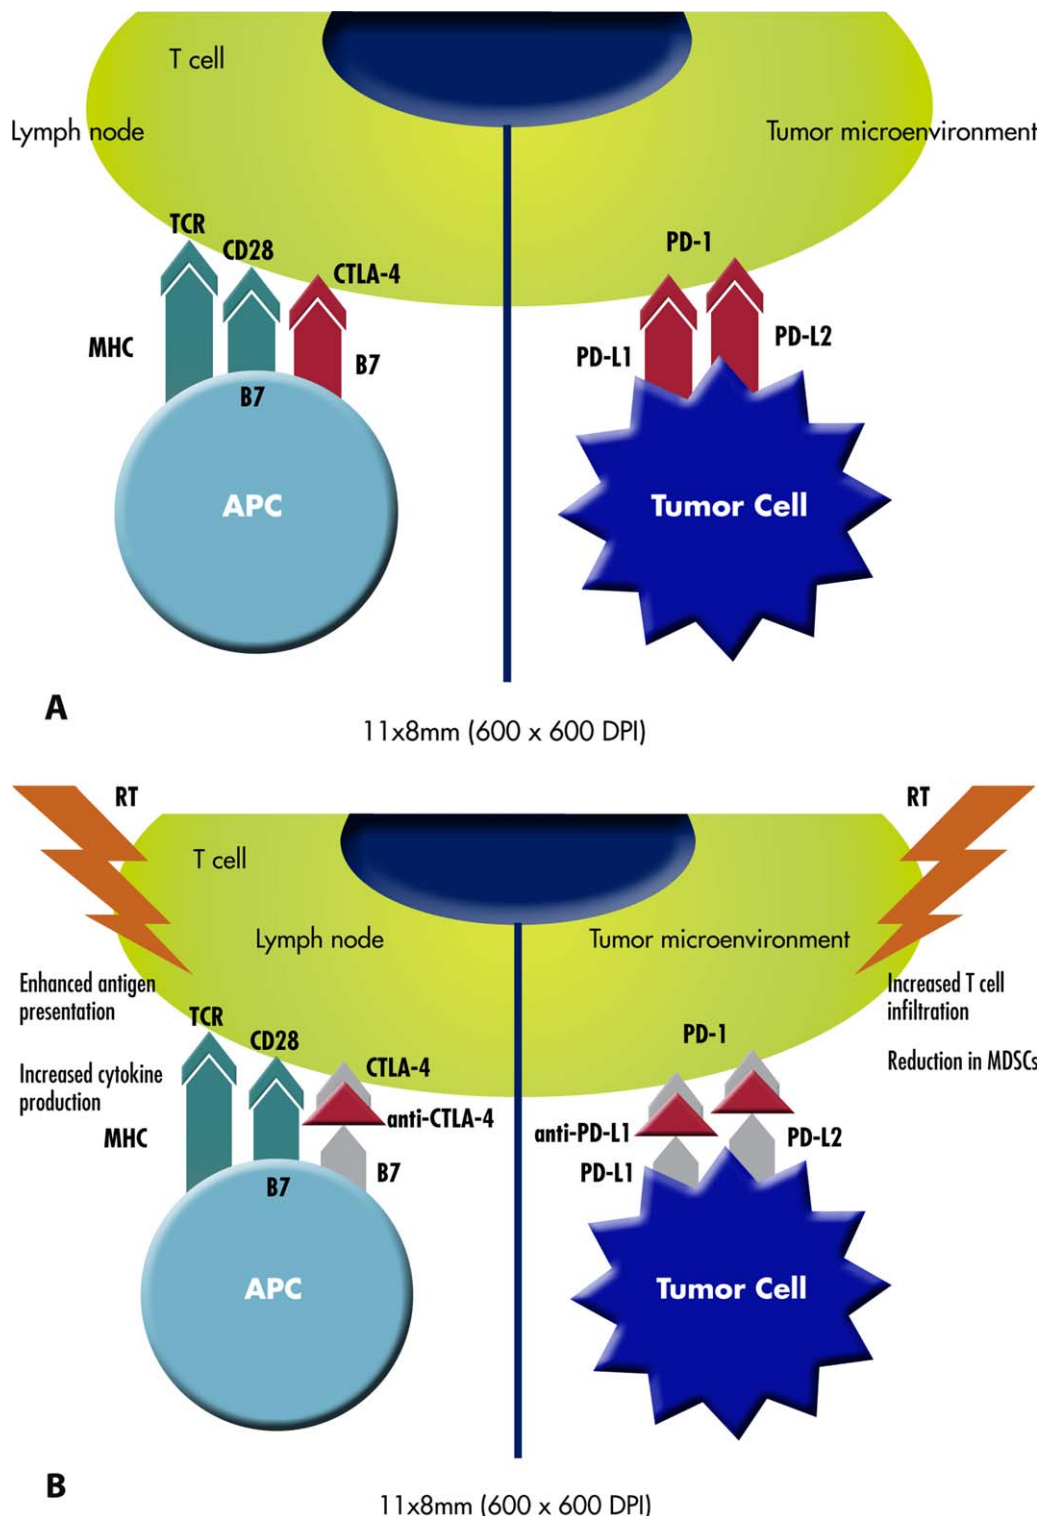 T cell
Lymph node
Tumor microenvironment
TCR
CD28
CTLA-4
PD-1
MHC
B7
B7
PD-L1
PD-L2
APC
Tumor Cell
A
11x8mm (600 x 600 DPI)
RT
RT
T cell
Lymph node
Tumor microenvironment
Enhanced antigen
presentation
Increased T cell
infiltration
TCR
CD28
CTLA-4
PD-1
Increased cytokine
production
Reduction in MDSCs
MHC
anti-CTLA-4
anti-PD-L1
PD-L2
B7
B7
PD-L1
APC
Tumor Cell
B
11x8mm (600 x 600 DPI)